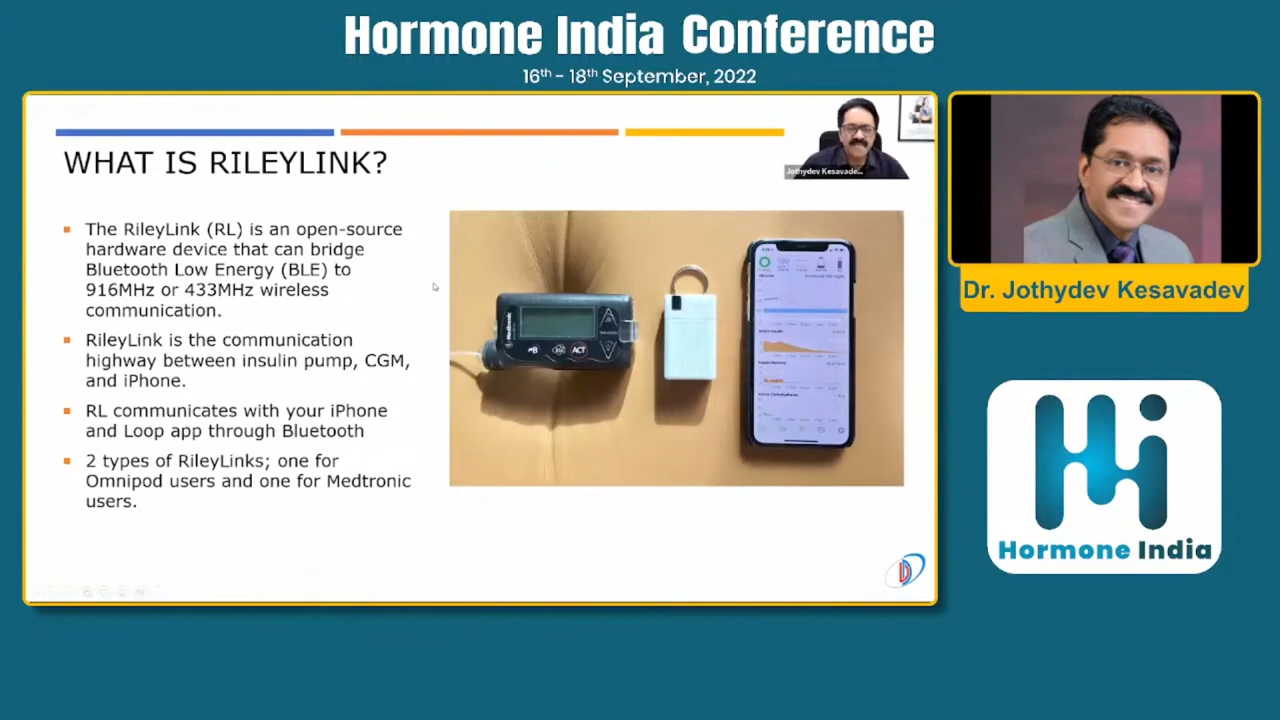 Hormone India Conference
16th - 18th September, 2022
WHAT IS RILEYLINK?
Jothydev Kesavade...
The RileyLink (RL) is an open-source
hardware device that can bridge
Bluetooth Low Energy (BLE) to
916MHz or 433MHz wireless
communication.
RileyLink is the communication
highway between insulin pump, CGM,
and iPhone.
RL communicates with your iPhone
and Loop app through Bluetooth
2 types of RileyLinks; one for
Omnipod users and one for Medtronic
users.
B
ESC
ACT
Dr. Jothydev Kesavadev
Hormone India